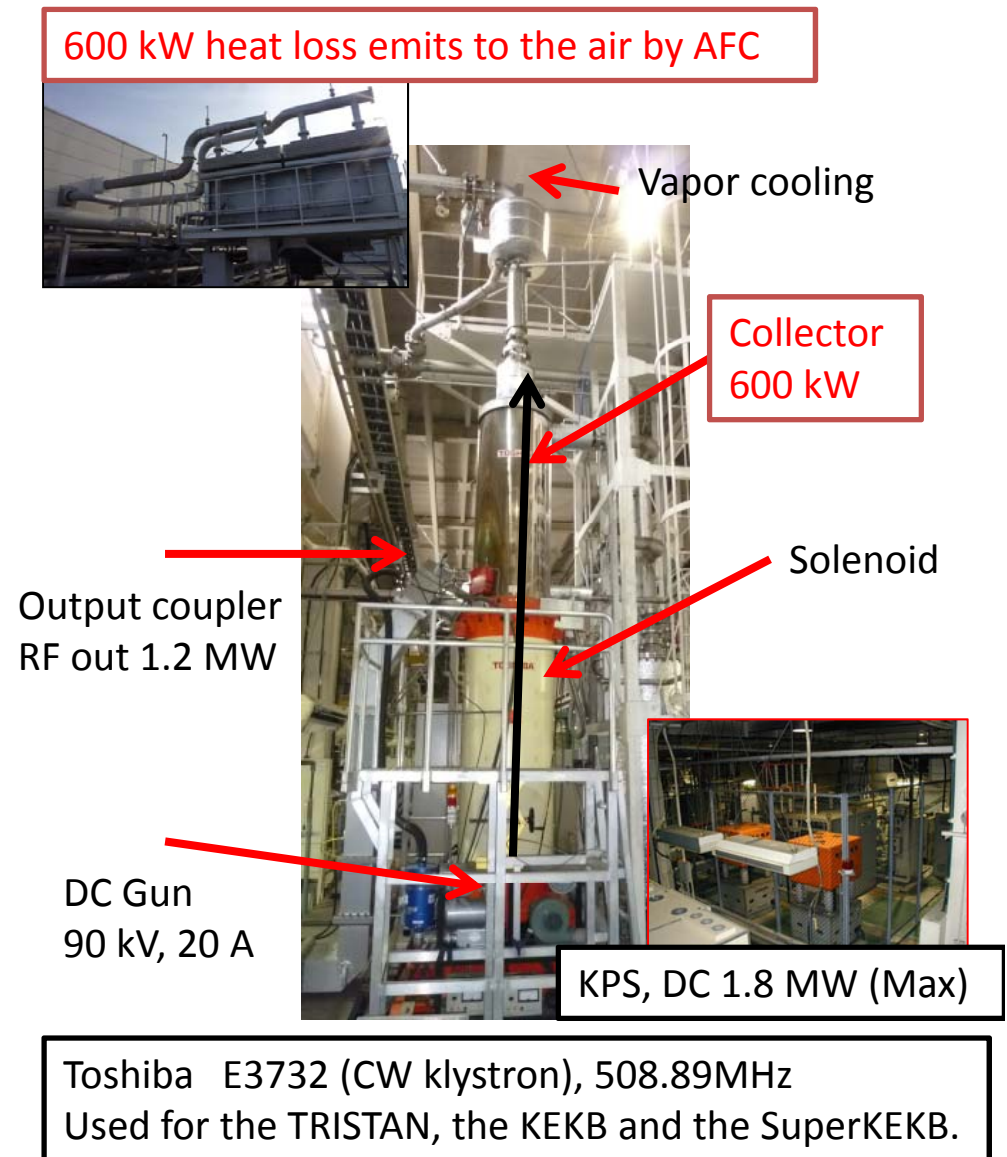 600 kW heat loss emits to the air by AFC
Vapor cooling
Collector
600 kW
Solenoid
Output coupler
RF out 1.2 MW
TOSHIBA
DC Gun
90 kV, 20 A
KPS, DC 1.8 MW (Max)
Toshiba E3732 (CW klystron), 508.89MHz
Used for the TRISTAN, the KEKB and the SuperKEKB.